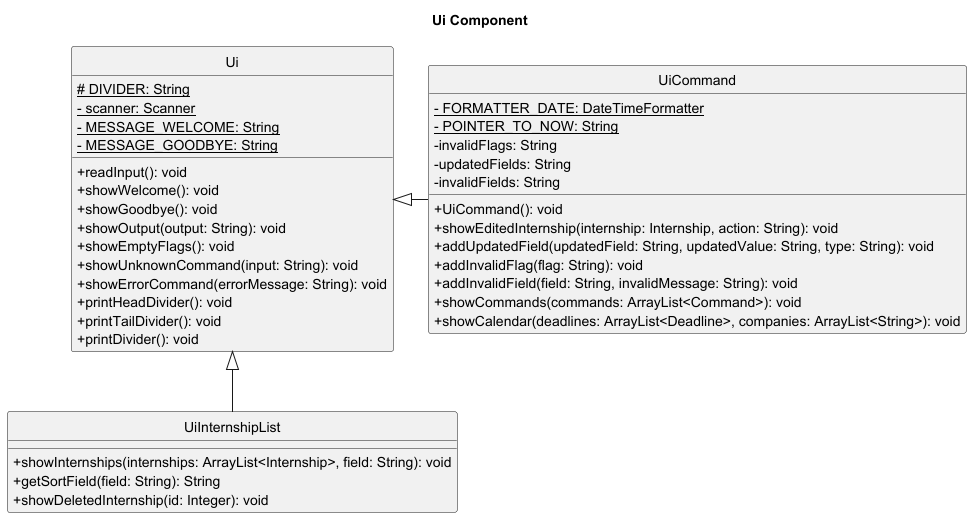 Ui Component
Ui
# DIVIDER: String
- scanner: Scanner
- MESSAGE_WELCOME: String
- MESSAGE_GOODBYE: String
+readInput(): void
+showWelcome(): void
+showGoodbye(): void
+showOutput(output: String): void
+showEmptyFlags(): void
+showUnknownCommand(input: String): void
+showErrorCommand(errorMessage: String): void
+printHeadDivider(): void
+printTailDivider(): void
+printDivider(): void
UiCommand
- FORMATTER_DATE: DateTimeFormatter
- POINTER_TO_NOW: String
-invalidFlags: String
-updatedFields: String
-invalidFields: String
+UiCommand(): void
+showEditedInternship(internship: Internship, action: String): void
+addUpdatedField(updatedField: String, updatedValue: String, type: String): void
+addInvalidFlag(flag: String): void
+addInvalidField(field: String, invalidMessage: String): void
+showCommands(commands: ArrayList<Command>): void
+showCalendar(deadlines: ArrayList<Deadline>, companies: ArrayList<String>): void
UiInternshipList
+showInternships(internships: ArrayList<Internship>, field: String): void
+getSortField(field: String): String
+showDeletedInternship(id: Integer): void